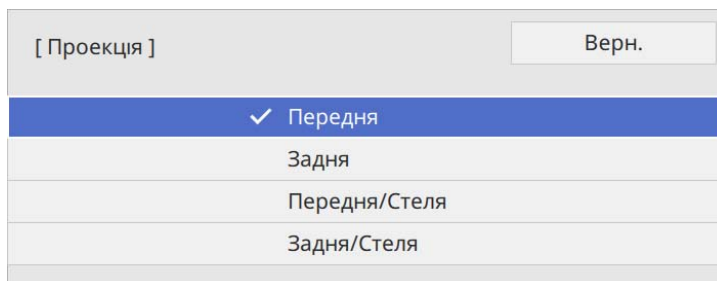 [ Проекція ]
Верн.
Передня
Задня
Передня/Стеля
Задня/Стеля